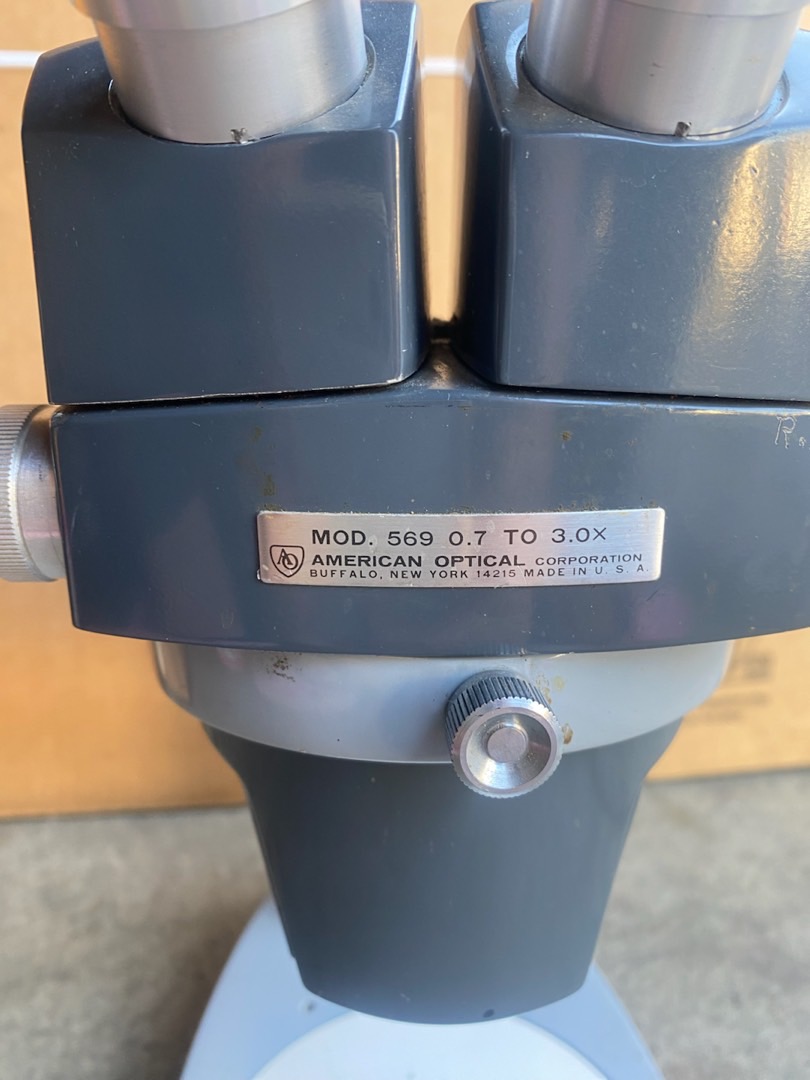 MOD. 569 0.7 TO 3.0X
AO AMERICAN OPTICAL CORPORATION
BUFFALO, NEW YORK 14215 MADE IN U. S. A.